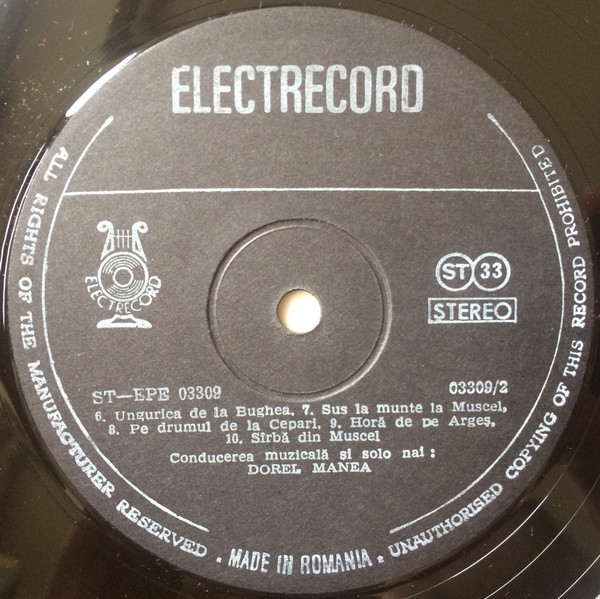 ELECTRECORD
ALL RIGHTS OF THE MANUFACTURER RESERVED • MADE IN ROMANIA • UNAUTHORISED COPYING OF THIS RECORD PROHIBITED
ELECTRECORD
ST 33
STEREO
ST—EPE 03309
03309/2
6. Ungurica de la Bughea, 7. Sus la munte la Muscel,
8. Pe drumul de la Cepari, 9. Horă de pe Argeș,
10. Sîrbă din Muscel
Conducerea muzicală și solo nai :
DOREL MANEA